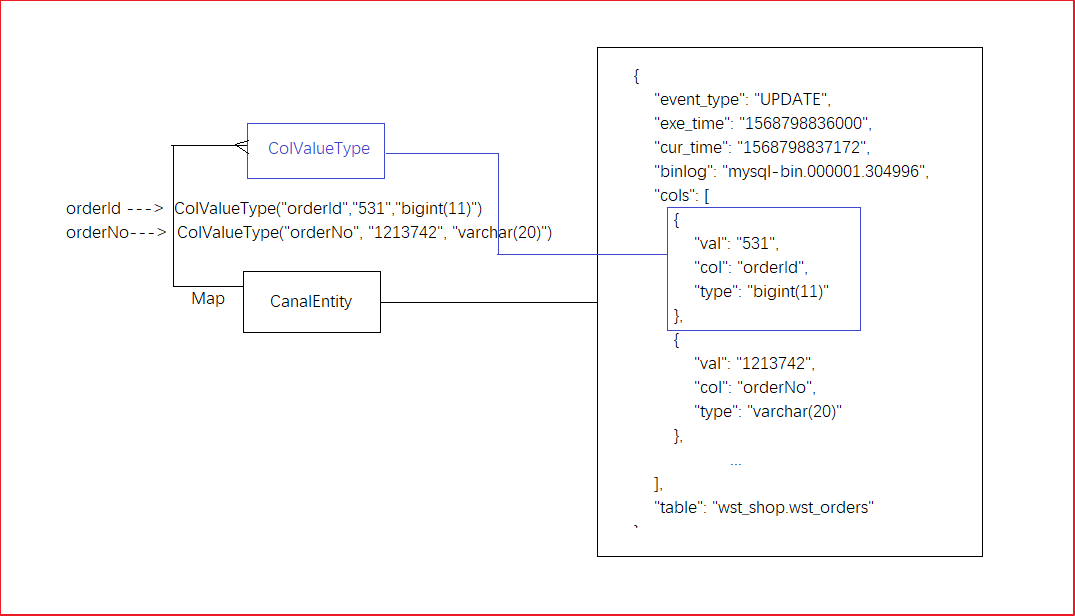 ColValueType
orderId ---> ColValueType("orderId","531","bigint(11)")
orderNo---> ColValueType("orderNo", "1213742", "varchar(20)")
Map
CanalEntity
{
"event_type": "UPDATE",
"exe_time": "1568798836000",
"cur_time": "1568798837172",
"binlog": "mysql-bin.000001.304996",
"cols": [
{
"val": "531",
"col": "orderId",
"type": "bigint(11)"
},
{
"val": "1213742",
"col": "orderNo",
"type": "varchar(20)"
},
...
],
"table": "wst_shop.wst_orders"